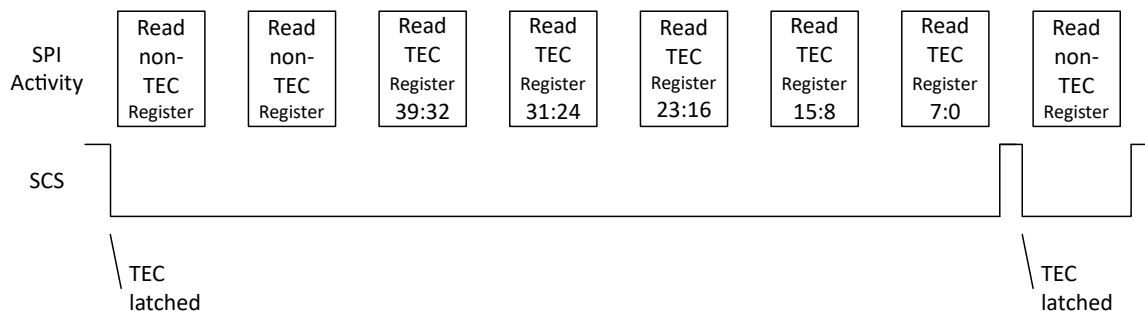 SPI
Activity
Read
non-
TEC
Register
Read
non-
TEC
Register
Read
TEC
Register
39:32
Read
TEC
Register
31:24
Read
TEC
Register
23:16
Read
TEC
Register
15:8
Read
TEC
Register
7:0
Read
non-
TEC
Register
SCS
TEC
latched
TEC
latched